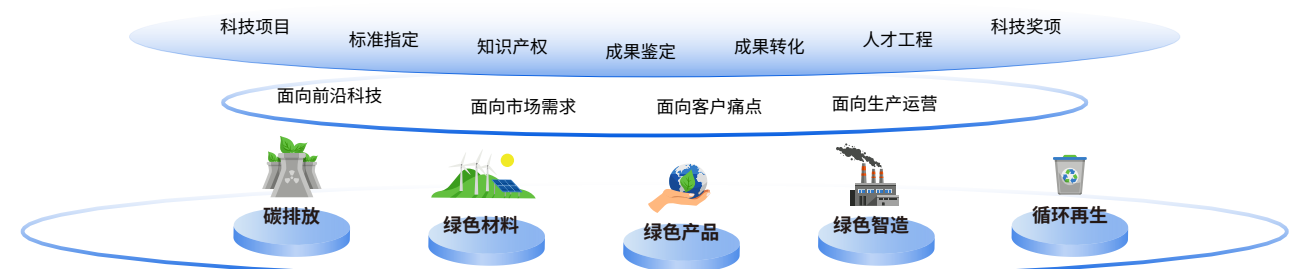 科技项目
标准指定
知识产权
成果鉴定
成果转化
人才工程
科技奖项
面向前沿科技
面向市场需求
面向客户痛点
面向生产运营
碳排放
绿色材料
绿色产品
绿色智造
循环再生